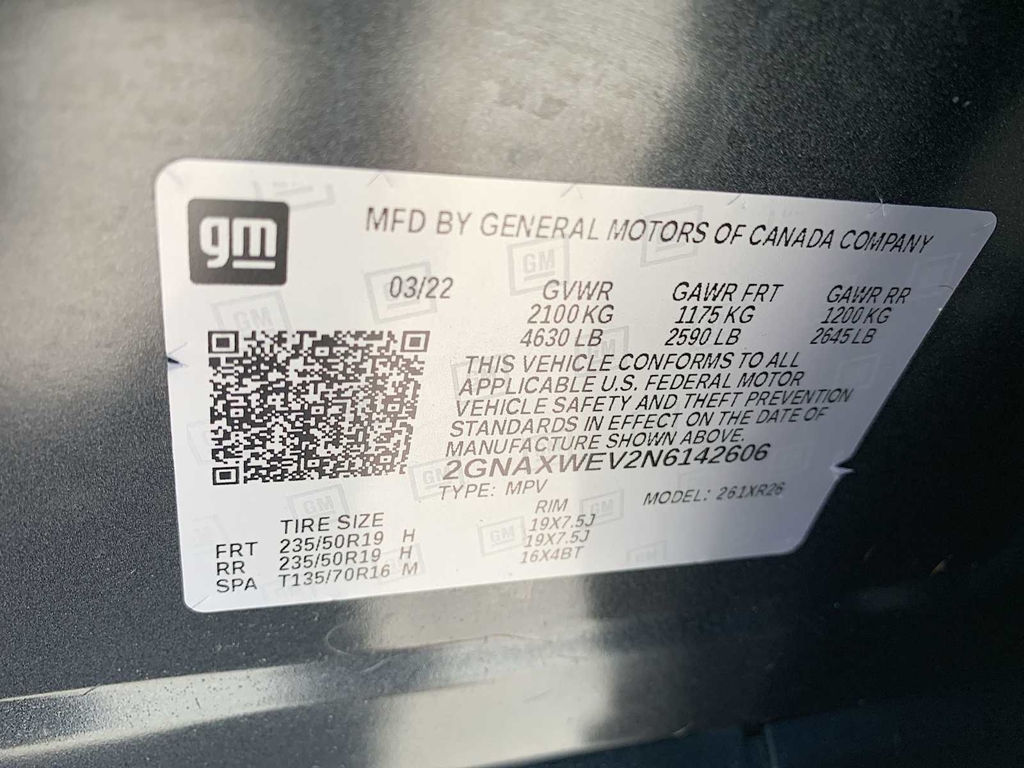 gm
MFD BY GENERAL MOTORS OF CANADA COMPANY
03/22 GVWR GAWR FRT GAWR RR
2100 KG 1175 KG 1200 KG
4630 LB 2590 LB 2645 LB
THIS VEHICLE CONFORMS TO ALL
APPLICABLE U.S. FEDERAL MOTOR
VEHICLE SAFETY AND THEFT PREVENTION
STANDARDS IN EFFECT ON THE DATE OF
MANUFACTURE SHOWN ABOVE.
2GNAXWEV2N6142606
TYPE: MPV MODEL: 261XR26
TIRE SIZE RIM
FRT 235/50R19 H 19X7.5J
RR 235/50R19 H 19X7.5J
SPA T135/70R16 M 16X4BT